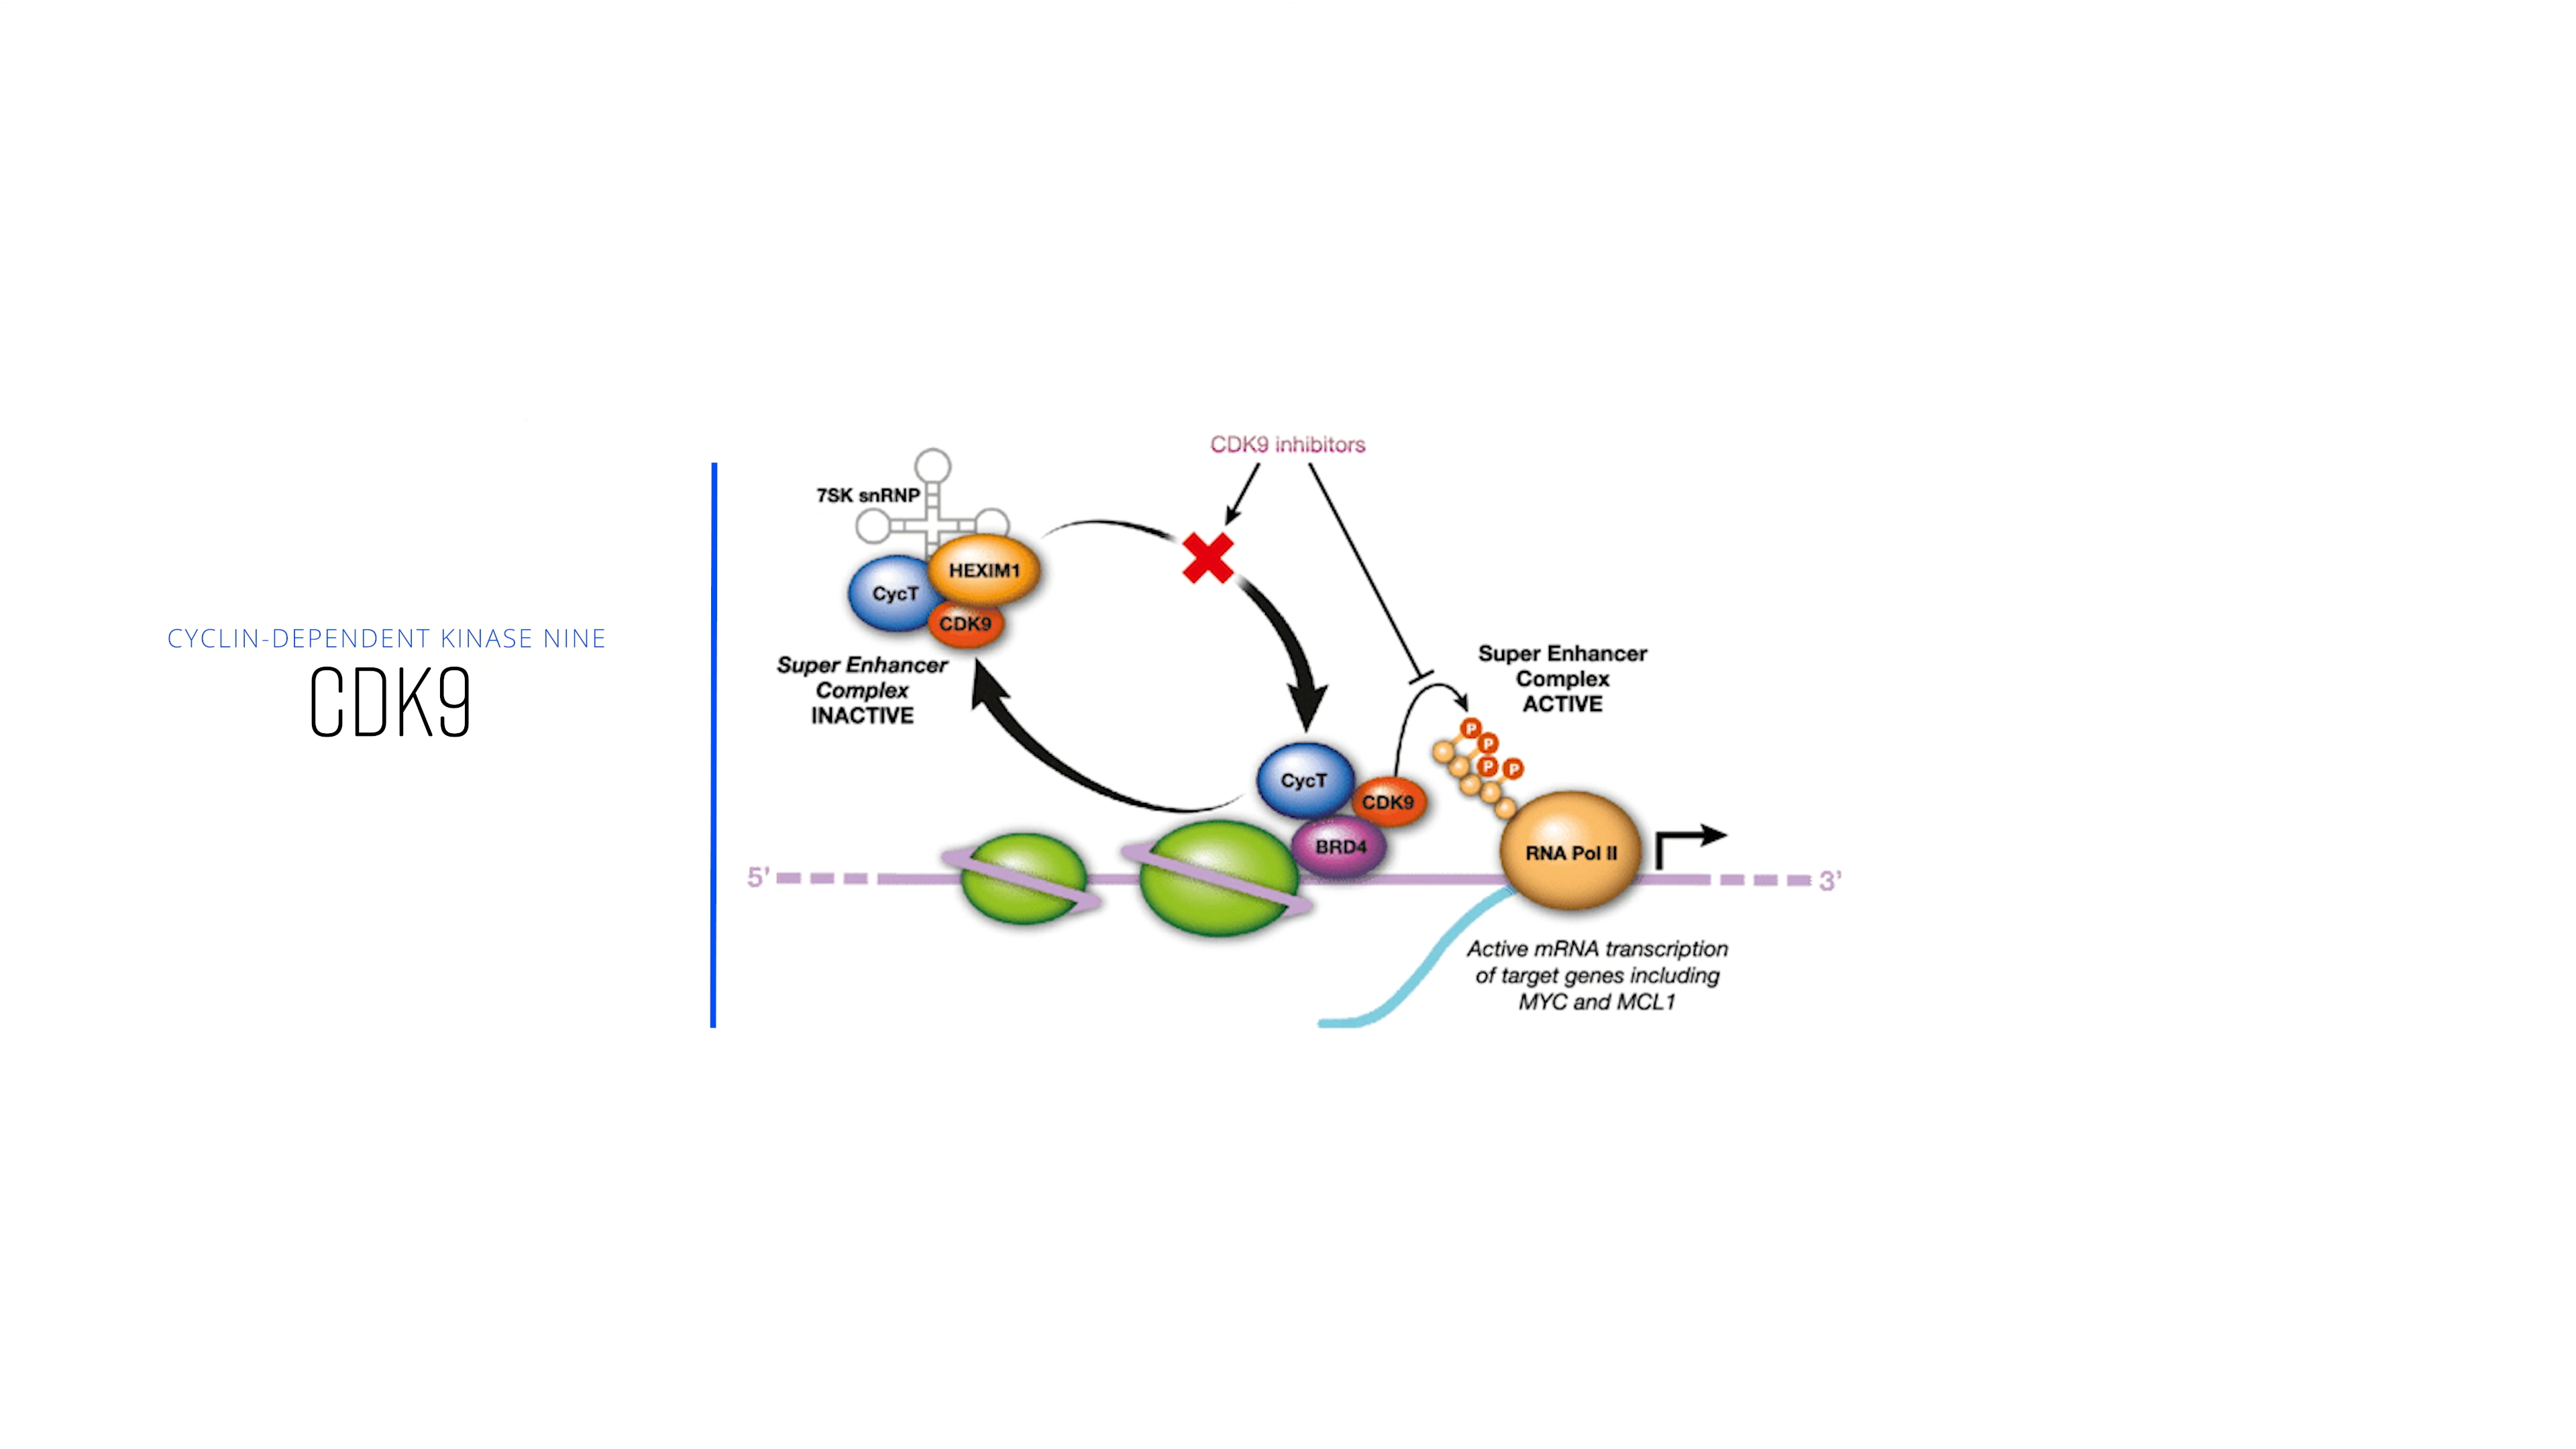 CYCLIN-DEPENDENT KINASE NINE
CDK9
CDK9 inhibitors
7SK snRNP
HEXIM1
CycT
CDK9
Super Enhancer
Complex
INACTIVE
Super Enhancer
Complex
ACTIVE
P
P
P P
CycT
CDK9
BRD4
RNA Pol II
5’
3’
Active mRNA transcription
of target genes including
MYC and MCL1